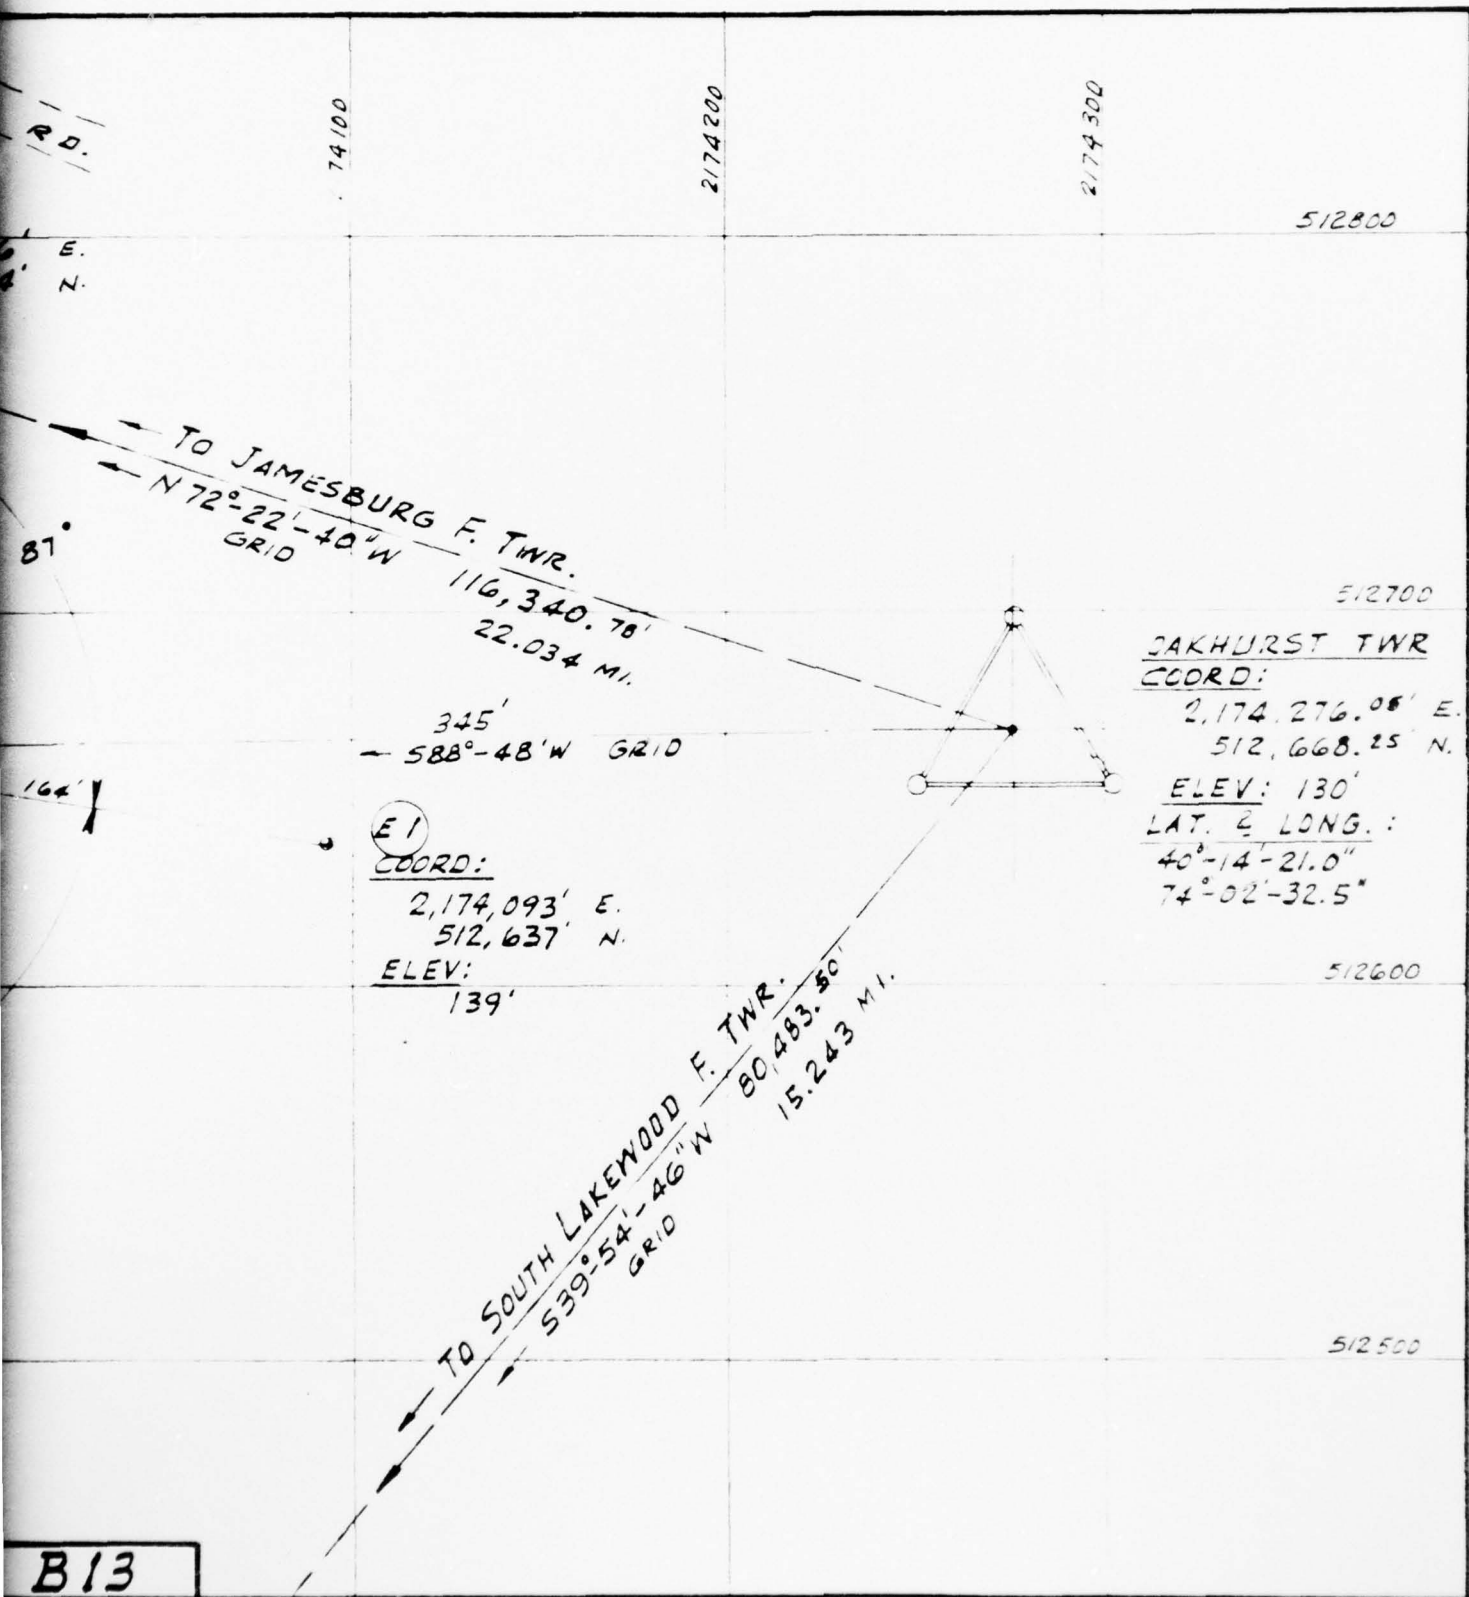 RD.
74100
2174200
2174300
512800
E.
N.
TO JAMESBURG F. TWR.
N 72°-22'-40"W
GRID
116,340.78'
22.034 MI.
87°
512700
OAKHURST TWR
COORD:
2,174,276.08' E.
512,668.25 N.
ELEV: 130'
LAT. & LONG.:
40°-14'-21.0"
74°-02'-32.5"
345'
S88°-48'W GRID
164'
E1
COORD:
2,174,093' E.
512,637' N.
ELEV:
139'
512600
TO SOUTH LAKEWOOD F. TWR.
S39°-54'-46"W
GRID
80,483.50'
15.243 MI.
512500
B13